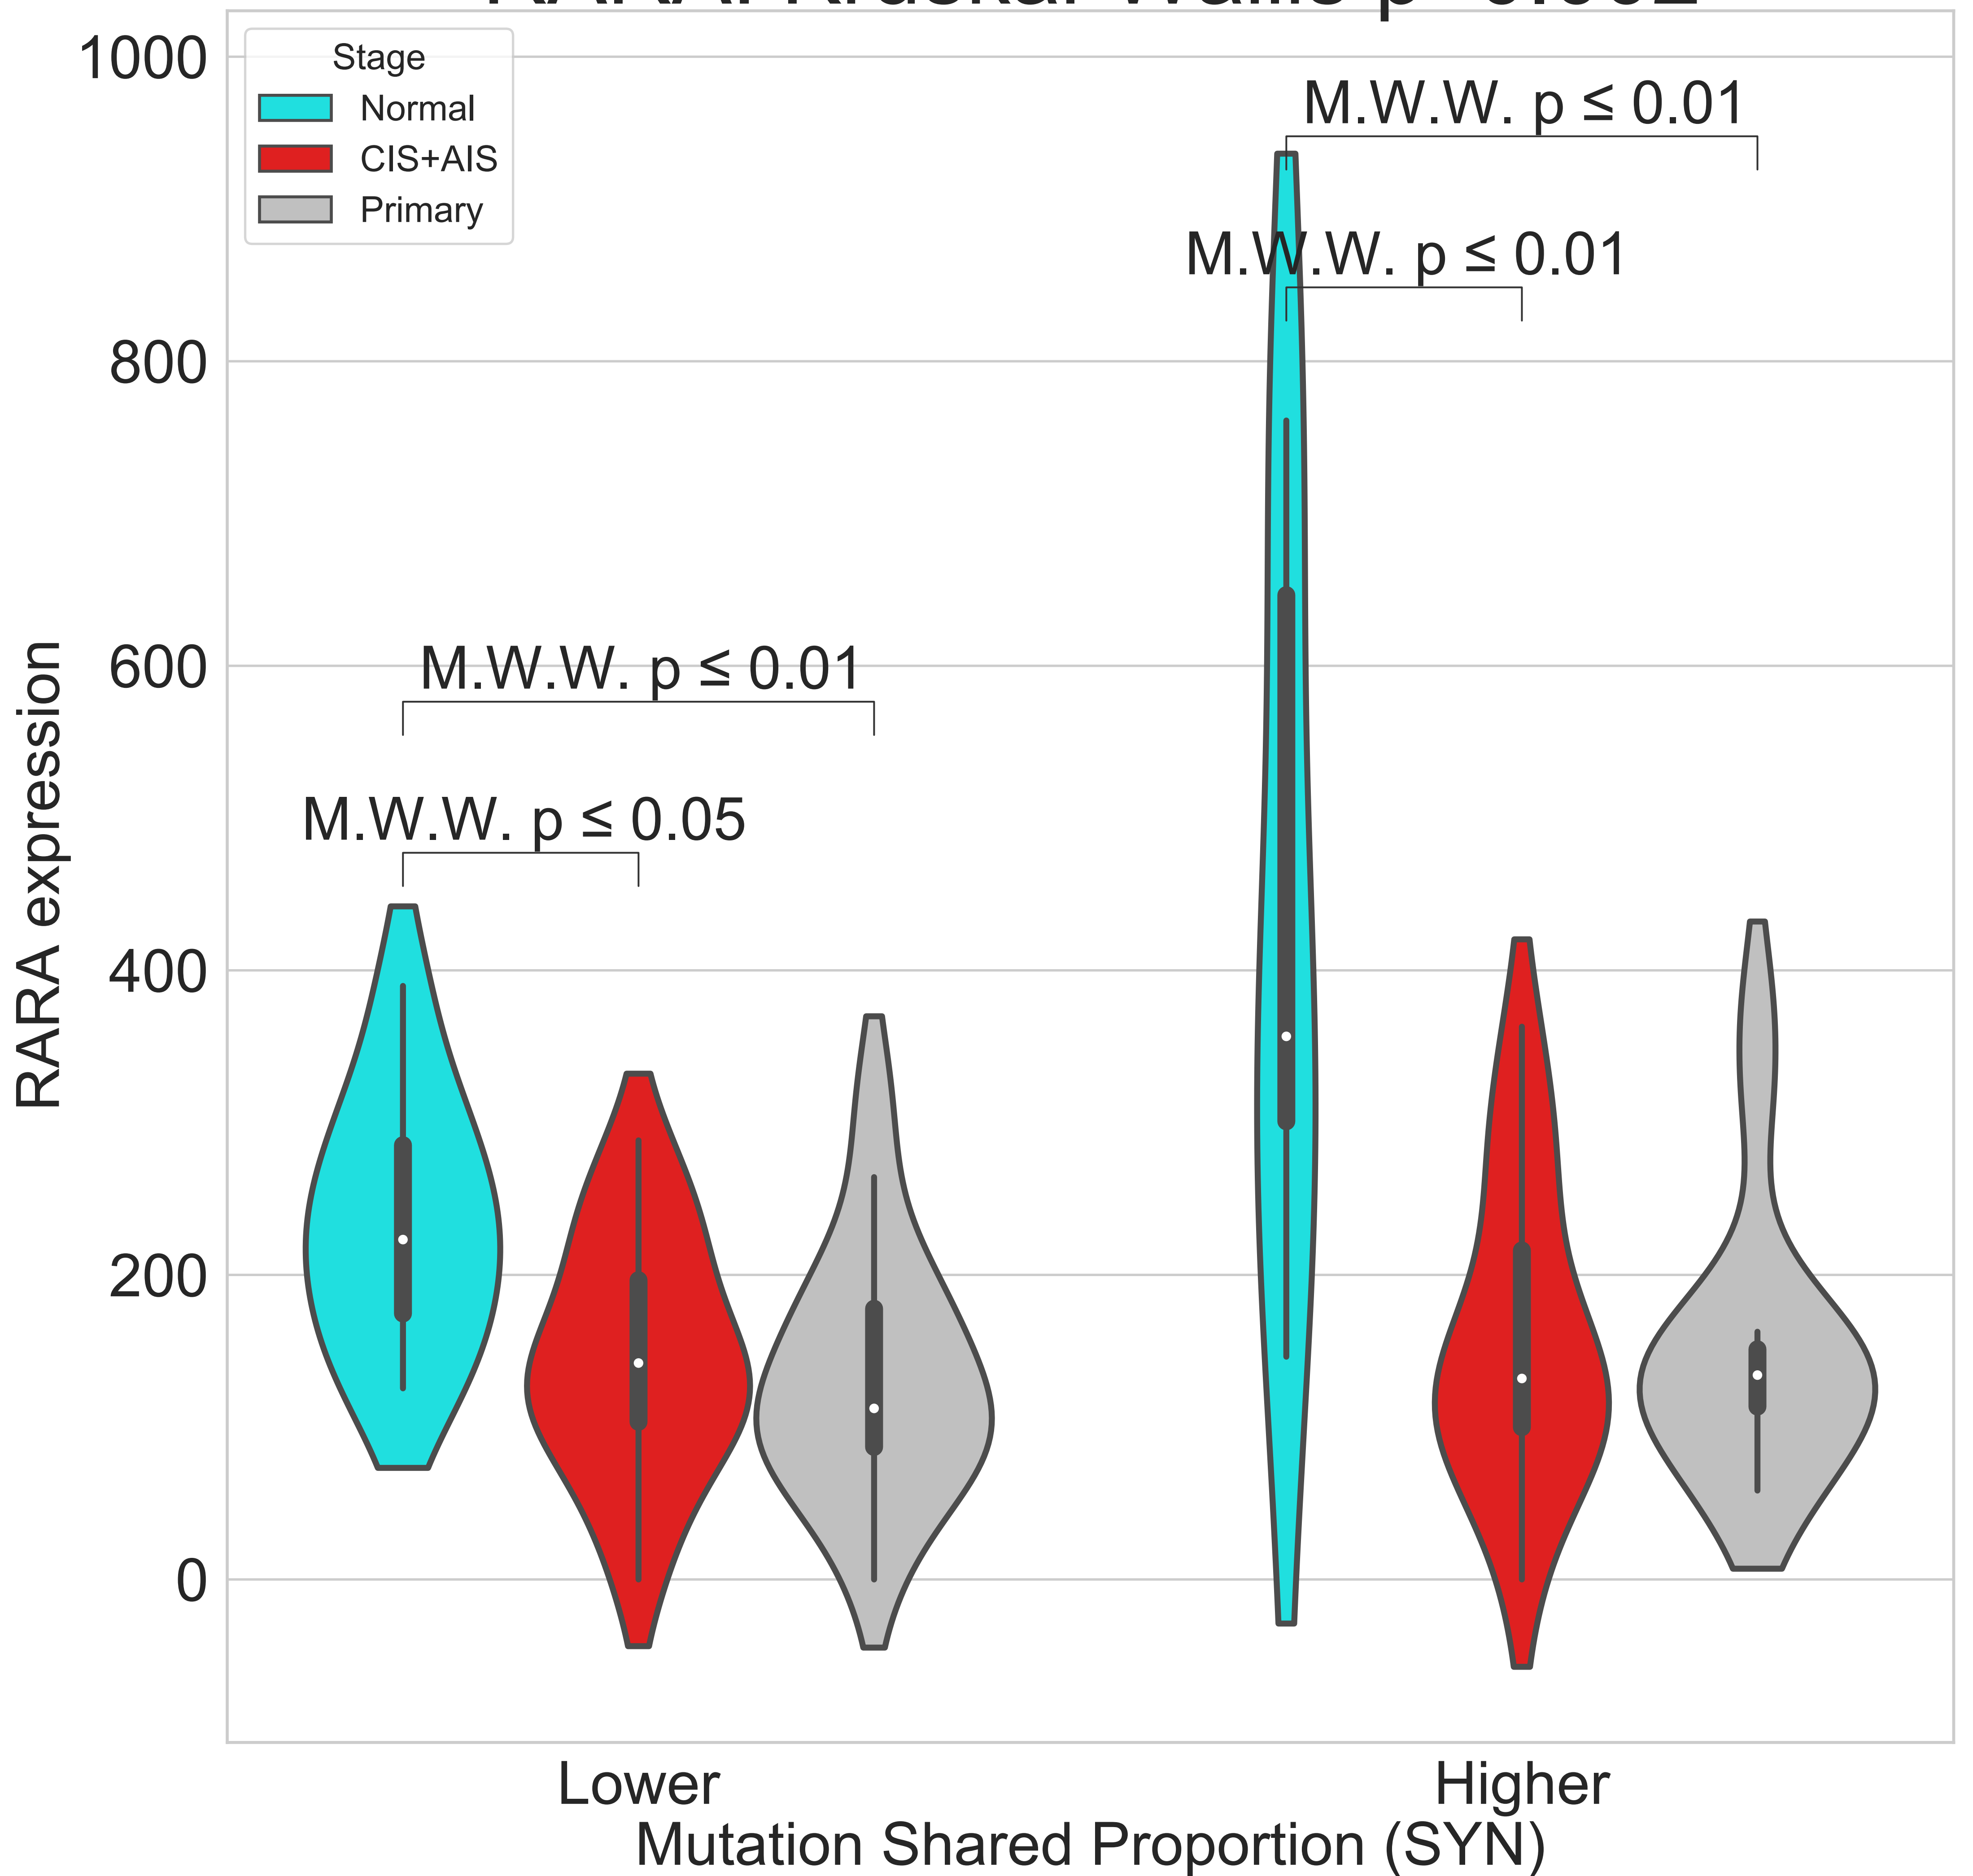 Stage
Normal
CIS+AIS
Primary
1000
800
600
400
200
0
RARA expression
M.W.W. p ≤ 0.01
M.W.W. p ≤ 0.01
M.W.W. p ≤ 0.01
M.W.W. p ≤ 0.05
Lower
Higher
Mutation Shared Proportion (SYN)